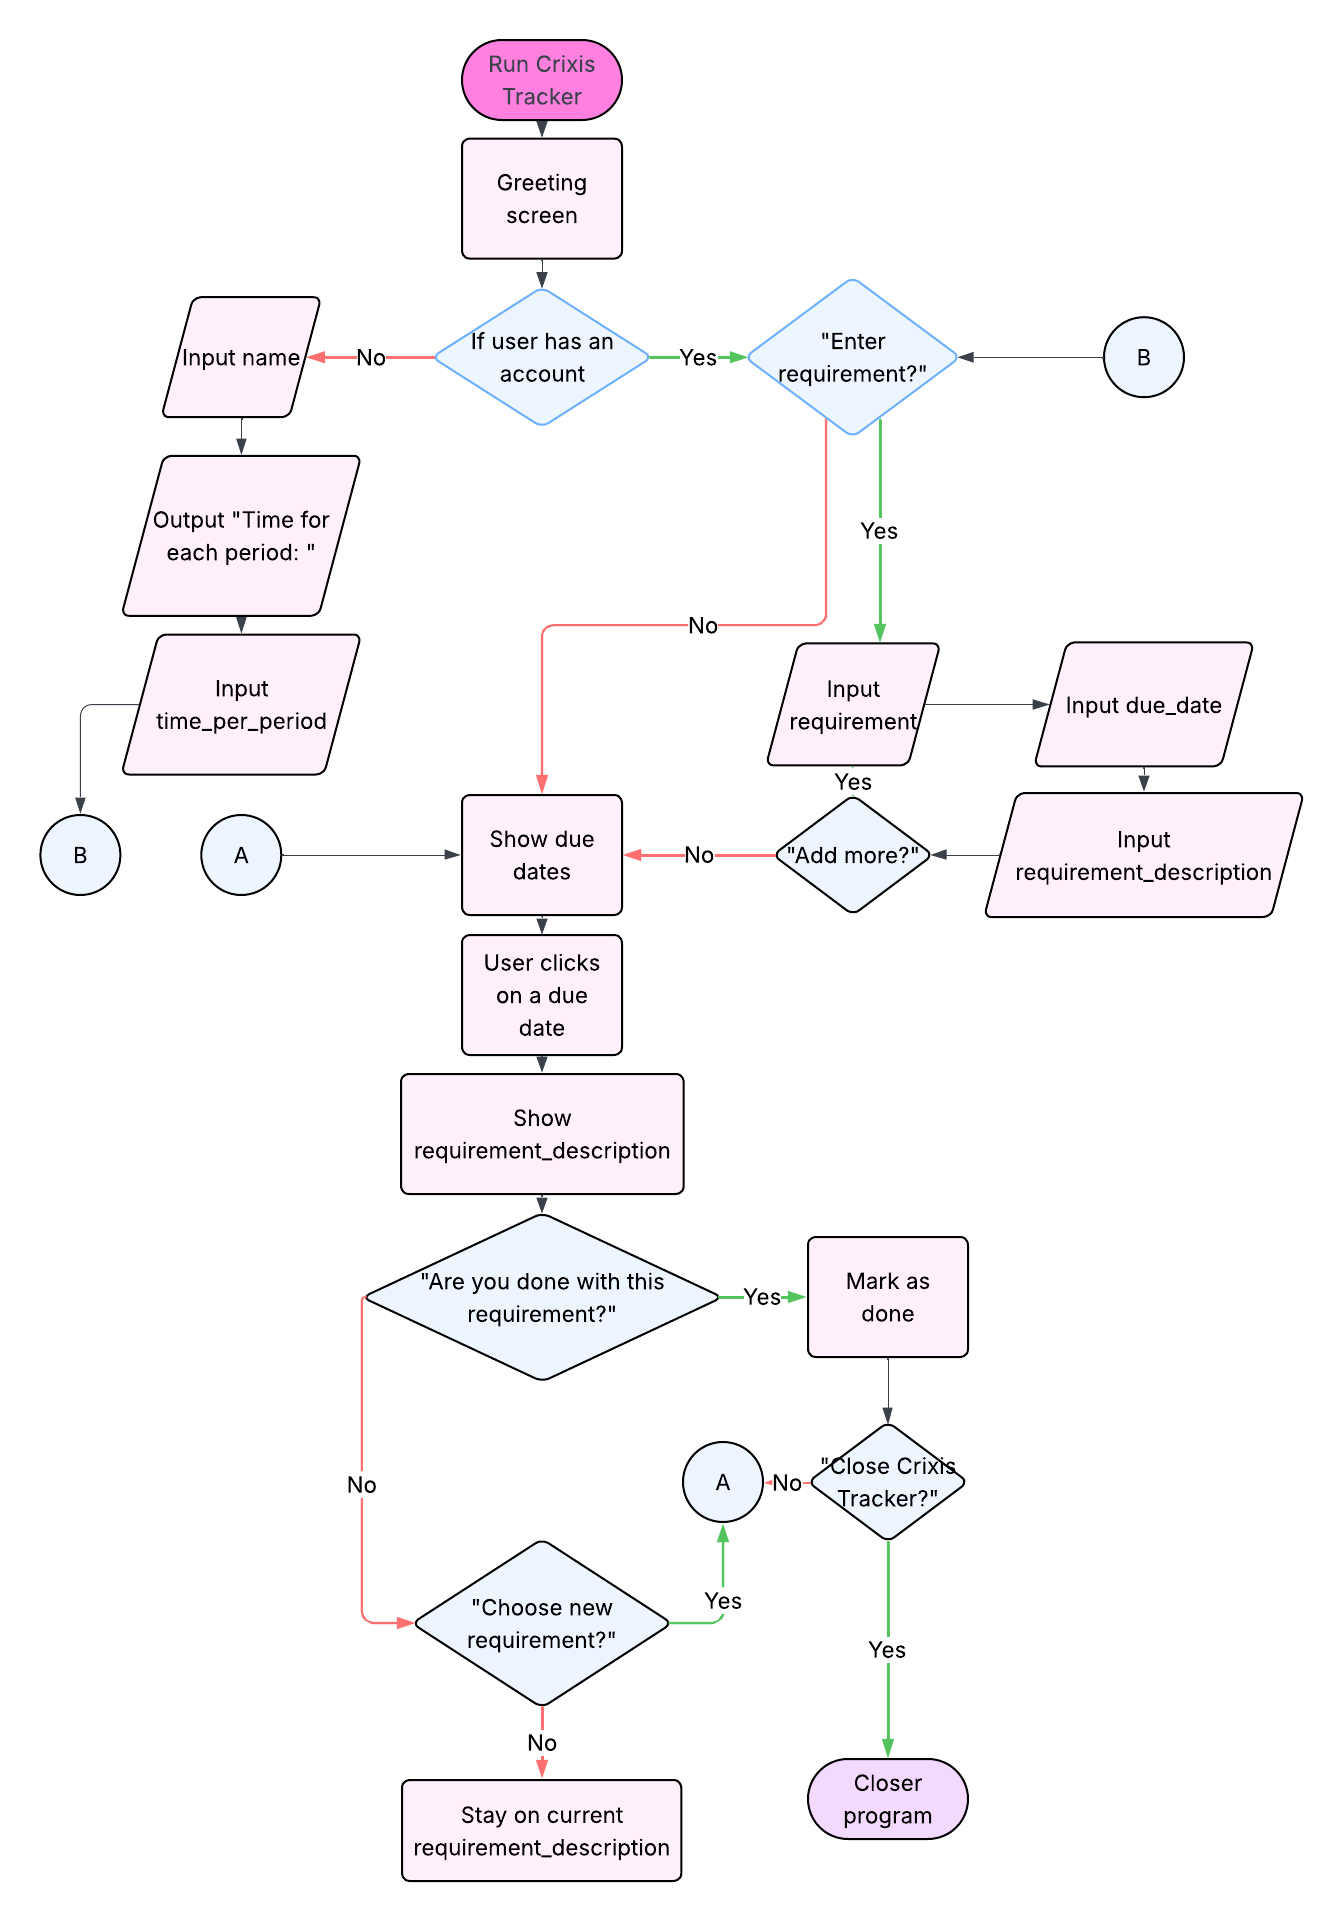 Run Crixis
Tracker
Greeting
screen
If user has an
account
No
Input name
Yes
"Enter
requirement?"
B
Output "Time for
each period: "
Yes
No
Input
time_per_period
Input
requirement
Input due_date
Yes
B
A
Show due
dates
No
"Add more?"
Input
requirement_description
User clicks
on a due
date
Show
requirement_description
"Are you done with this
requirement?"
Yes
Mark as
done
No
A
No
"Close Crixis
Tracker?"
"Choose new
requirement?"
Yes
Yes
No
Stay on current
requirement_description
Closer
program